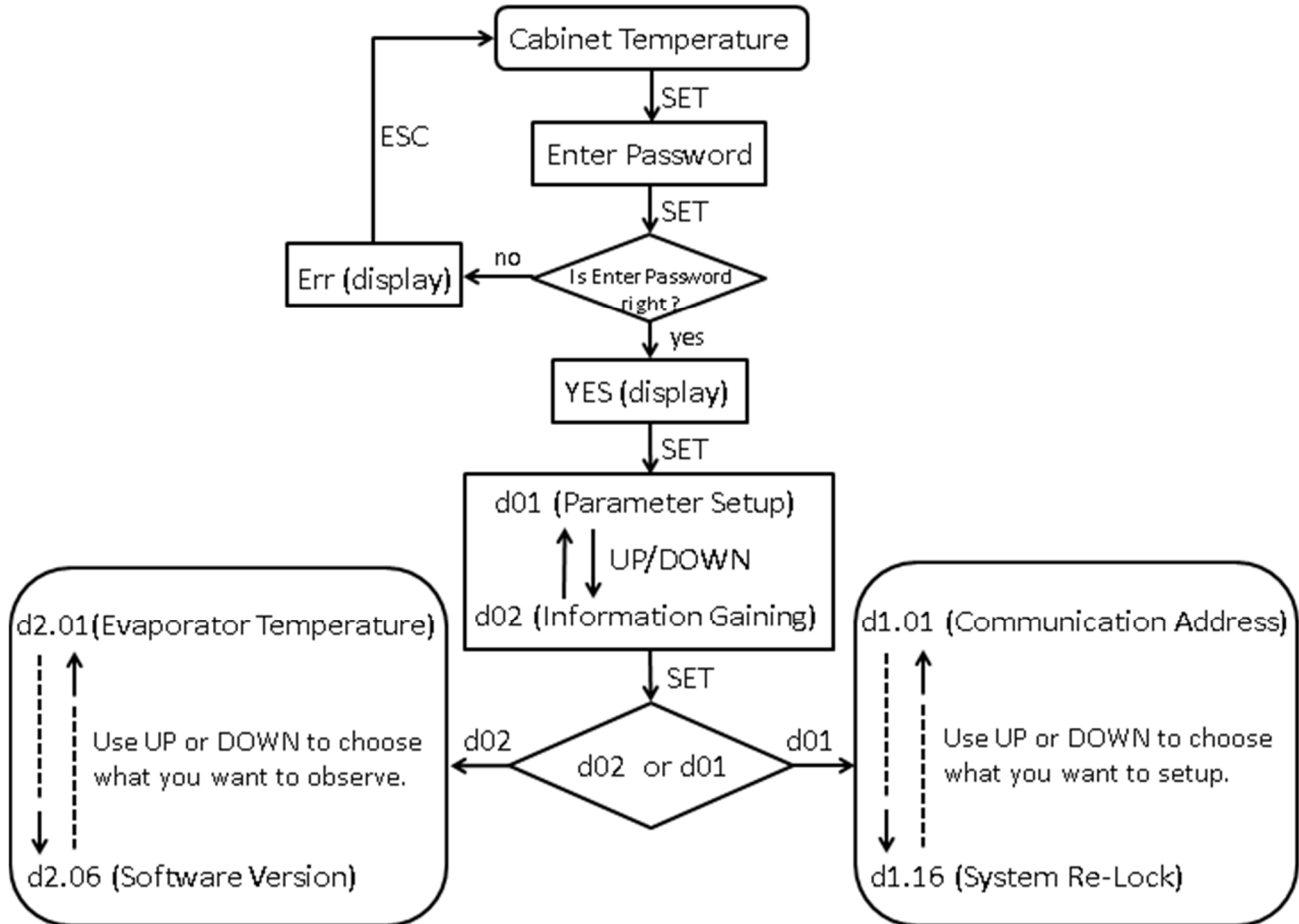 Cabinet Temperature
SET
ESC
Enter Password
SET
no
Err (display)
Is Enter Password
right ?
yes
YES (display)
SET
d01 (Parameter Setup)
UP/DOWN
d02 (Information Gaining)
SET
d02 or d01
d02
d01
d2.01(Evaporator Temperature)
Use UP or DOWN to choose
what you want to observe.
d2.06 (Software Version)
d1.01 (Communication Address)
Use UP or DOWN to choose
what you want to setup.
d1.16 (System Re-Lock)